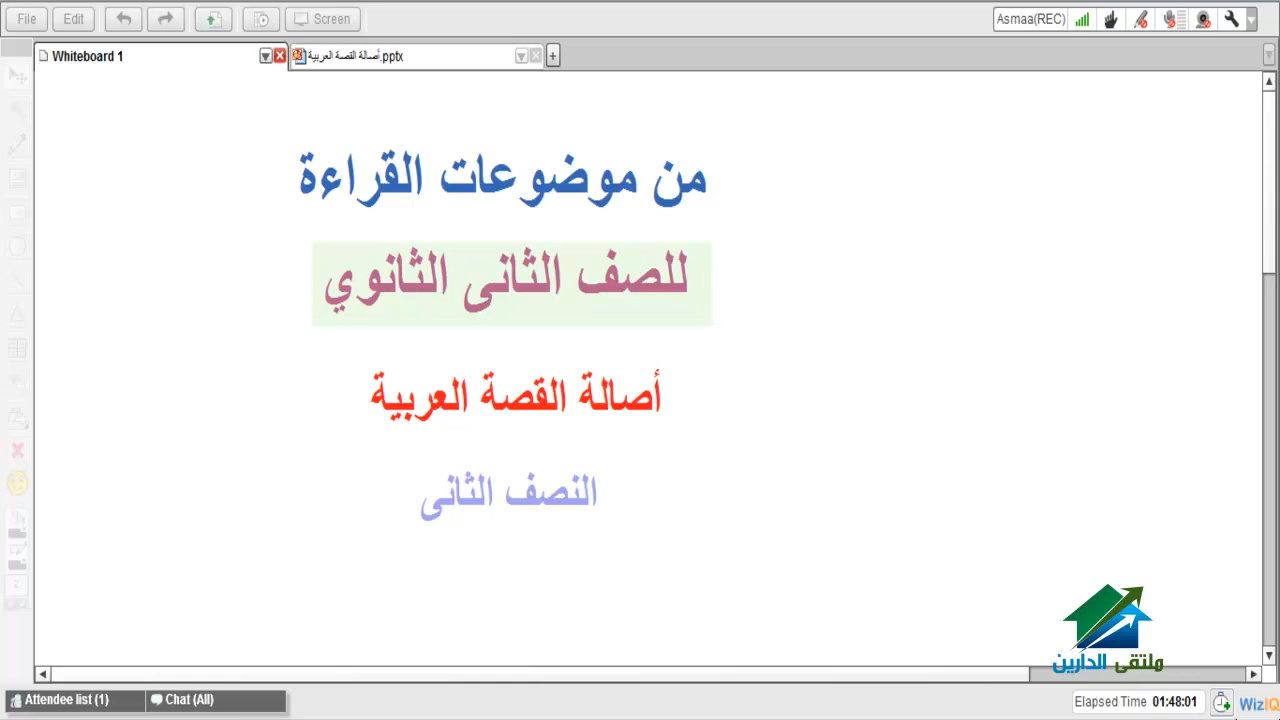 File Edit Screen Asmaa(REC)
Whiteboard 1 أصالة القصة العربية.pptx +
من موضوعات القراءة
للصف الثانى الثانوي
أصالة القصة العربية
النصف الثانى
ملتقى الدارين
Attendee list (1) Chat (All) Elapsed Time 01:48:01 WizIQ